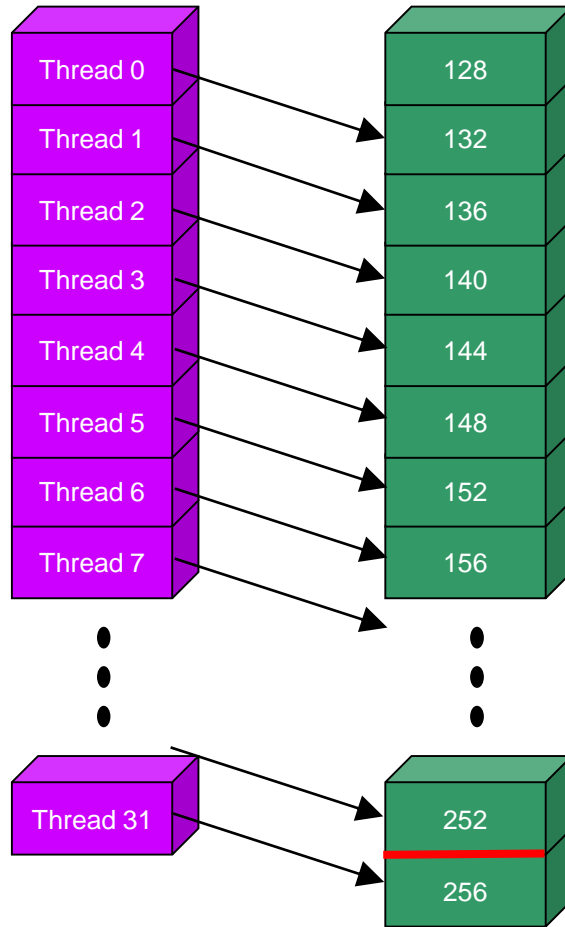 Thread 0
Thread 1
Thread 2
Thread 3
Thread 4
Thread 5
Thread 6
Thread 7
Thread 31
128
132
136
140
144
148
152
156
252
256